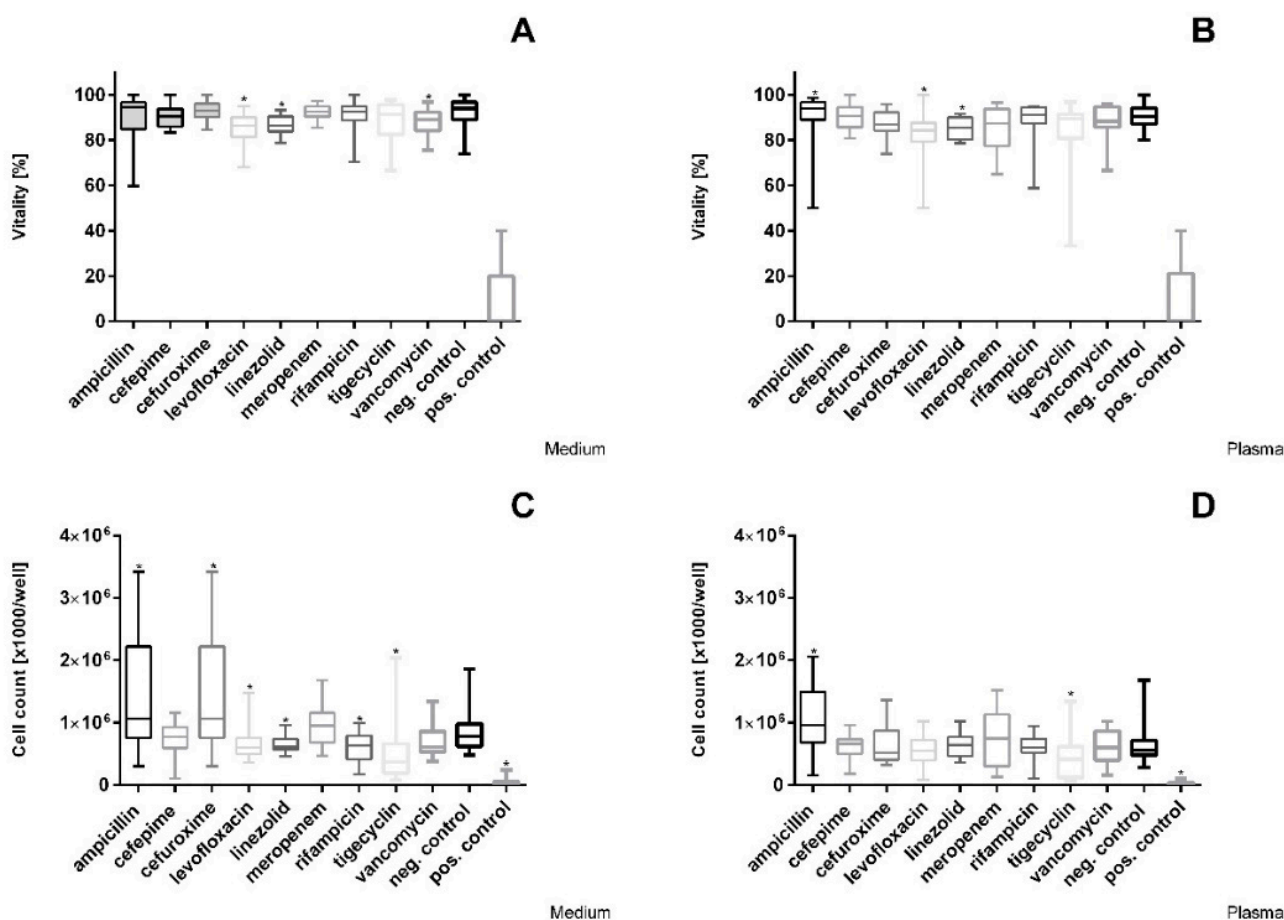 A
Vitality [%]
100
80
60
40
20
0
*
*
*
ampicillin
cefepime
cefuroxime
levofloxacin
linezolid
meropenem
rifampicin
tigecyclin
vancomycin
neg. control
pos. control
Medium
B
Vitality [%]
100
80
60
40
20
0
*
*
*
ampicillin
cefepime
cefuroxime
levofloxacin
linezolid
meropenem
rifampicin
tigecyclin
vancomycin
neg. control
pos. control
Plasma
C
Cell count [x1000/well]
4×10⁶
3×10⁶
2×10⁶
1×10⁶
0
*
*
*
*
*
*
*
ampicillin
cefepime
cefuroxime
levofloxacin
linezolid
meropenem
rifampicin
tigecyclin
vancomycin
neg. control
pos. control
Medium
D
Cell count [x1000/well]
4×10⁶
3×10⁶
2×10⁶
1×10⁶
0
*
*
*
ampicillin
cefepime
cefuroxime
levofloxacin
linezolid
meropenem
rifampicin
tigecyclin
vancomycin
neg. control
pos. control
Plasma